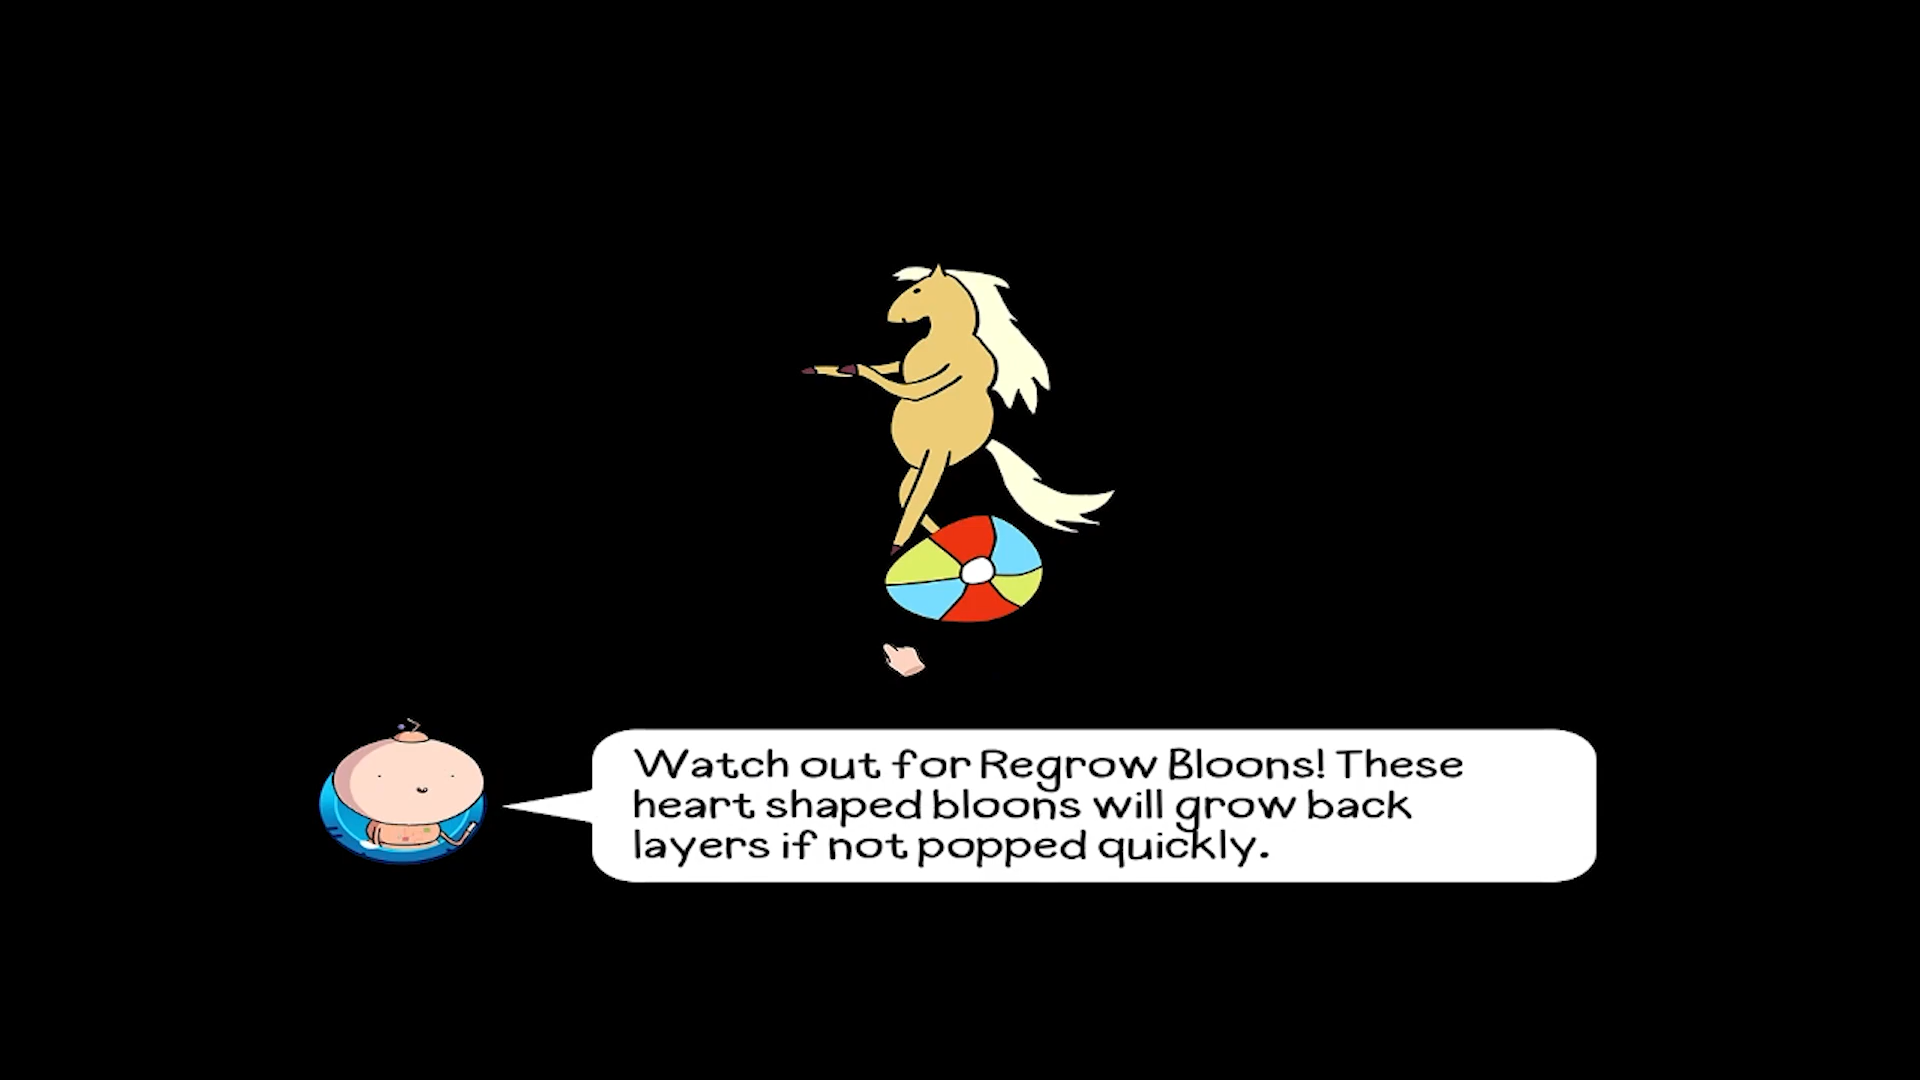 Watch out for Regrow Bloons! These
heart shaped bloons will grow back
layers if not popped quickly.